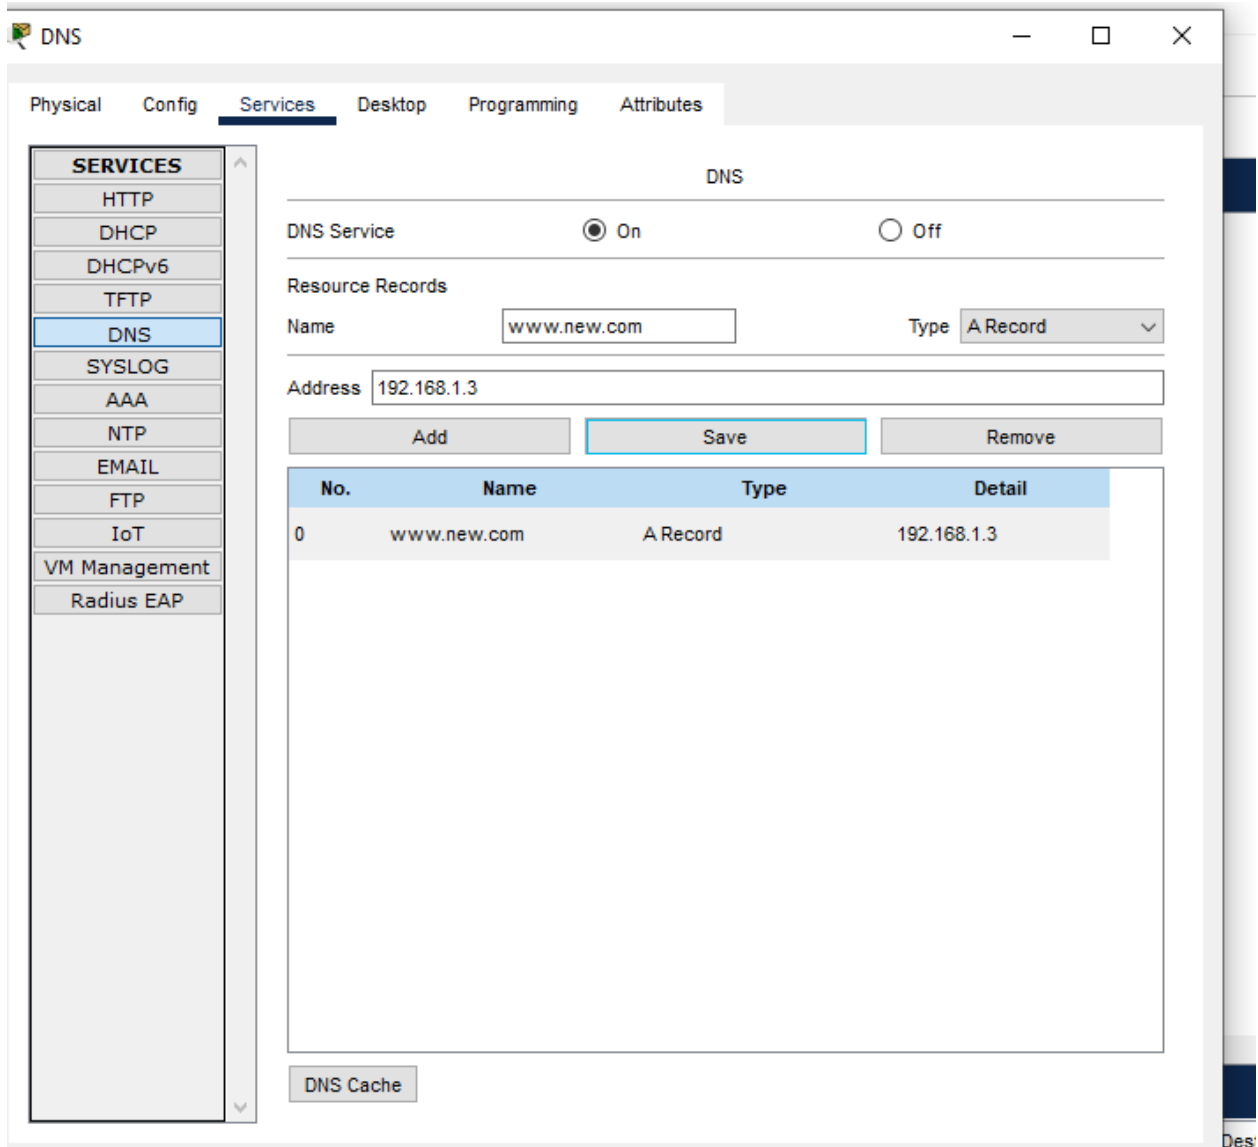 DNS
Physical Config Services Desktop Programming Attributes
SERVICES
HTTP
DHCP
DHCPv6
TFTP
DNS
SYSLOG
AAA
NTP
EMAIL
FTP
IoT
VM Management
Radius EAP
DNS
DNS Service On Off
Resource Records
Name www.new.com Type A Record
Address 192.168.1.3
Add Save Remove
No. Name Type Detail
0 www.new.com A Record 192.168.1.3
DNS Cache
Des